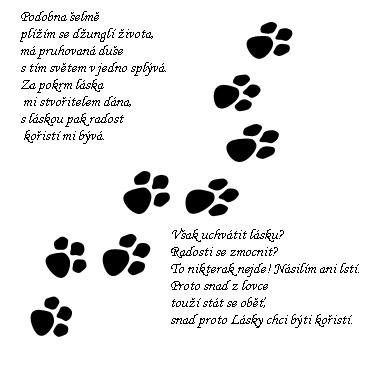 Podobna šelmě
plížím se džunglí života,
má pruhovaná duše
s tím světem v jedno splývá.
Za pokrm láska
mi stvořitelem dána,
s láskou pak radost
kořistí mi bývá.
Však uchvátit lásku?
Radosti se zmocnit?
To nikterak nejde! Násilím ani lstí.
Proto snad z lovce
touží stát se oběť,
snad proto Lásky chci býti kořistí.